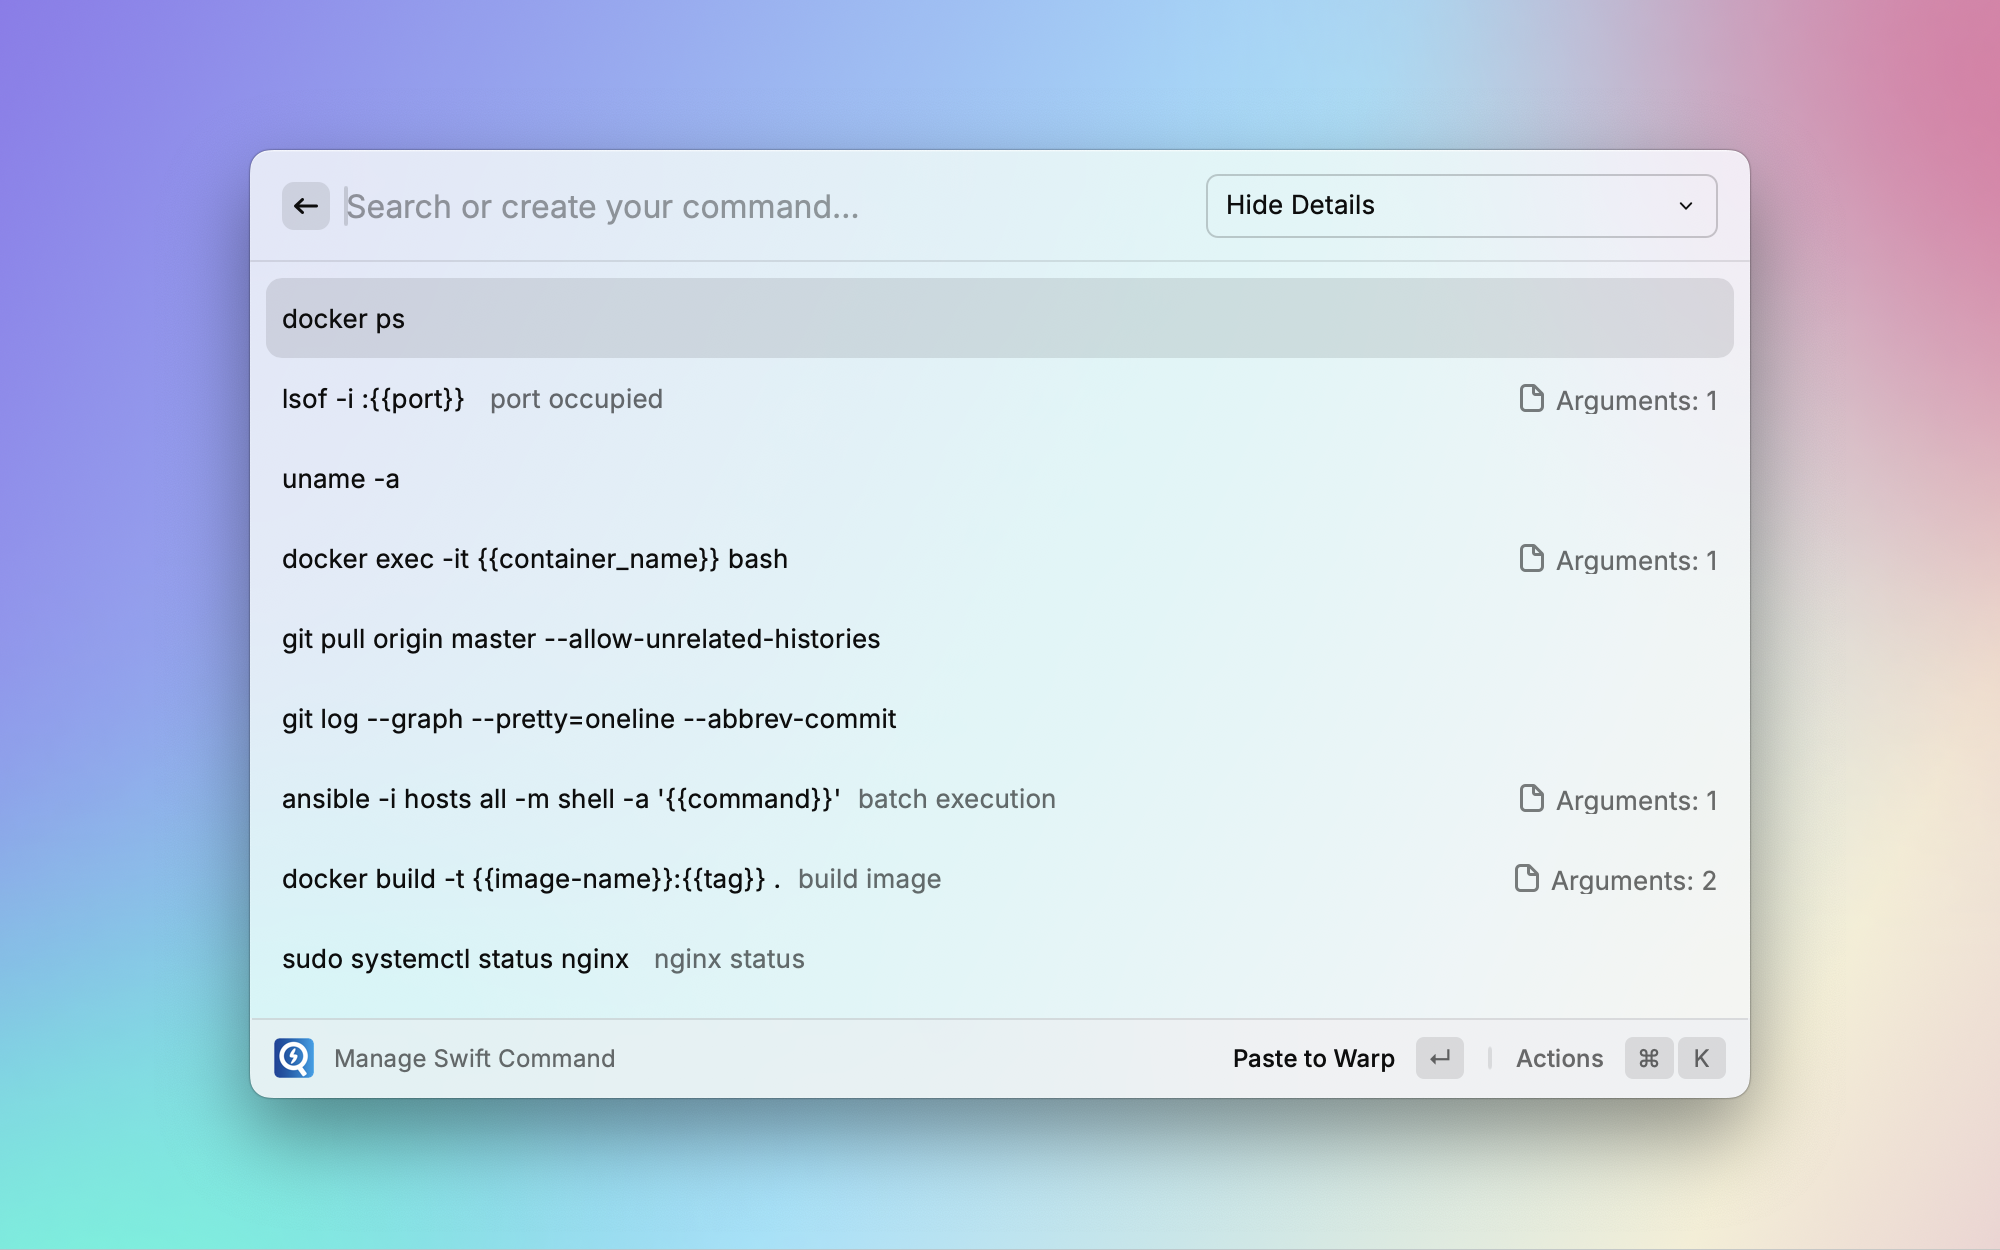 Search or create your command...
Hide Details
docker ps
lsof -i :{{port}} port occupied Arguments: 1
uname -a
docker exec -it {{container_name}} bash Arguments: 1
git pull origin master --allow-unrelated-histories
git log --graph --pretty=oneline --abbrev-commit
ansible -i hosts all -m shell -a '{{command}}' batch execution Arguments: 1
docker build -t {{image-name}}:{{tag}} . build image Arguments: 2
sudo systemctl status nginx nginx status
Manage Swift Command Paste to Warp ↵ Actions ⌘ K